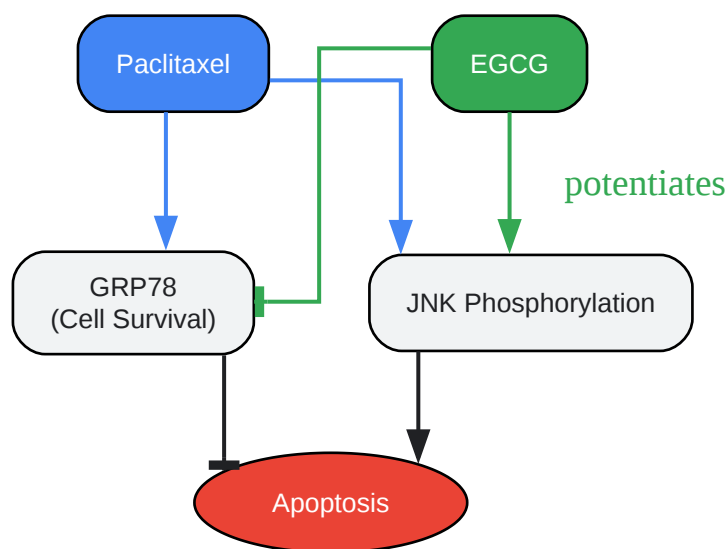 Paclitaxel
EGCG
potentiates
GRP78
(Cell Survival)
JNK Phosphorylation
Apoptosis